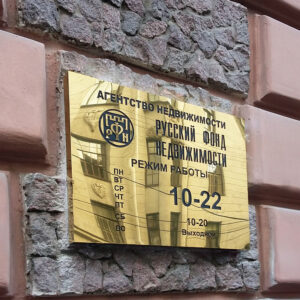 АГЕНТСТВО НЕДВИЖИМОСТИ
РУССКИЙ ФОНД
НЕДВИЖИМОСТИ
РЕЖИМ РАБОТЫ
ПН
ВТ
СР
ЧТ
ПТ
10-22
СБ
10-20
ВС
Выходной